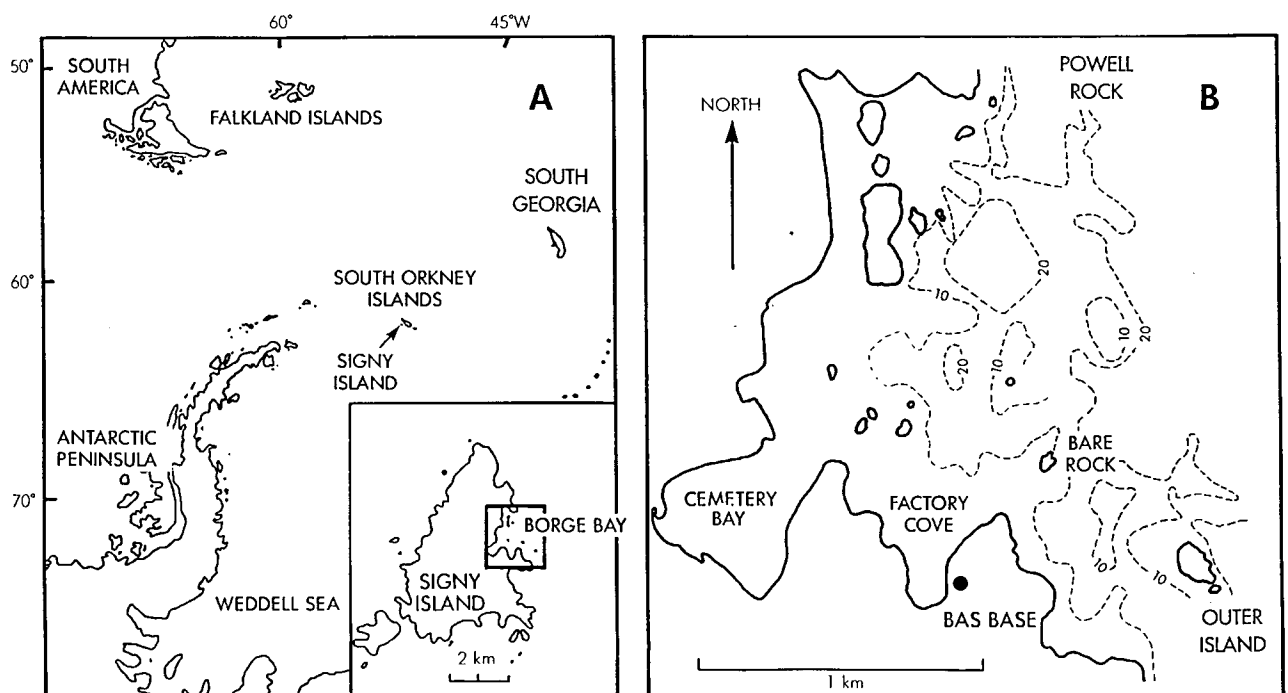 60°
45°W
50°
SOUTH
AMERICA
FALKLAND ISLANDS
A
SOUTH
GEORGIA
60°
SOUTH ORKNEY
ISLANDS
SIGNY
ISLAND
ANTARCTIC
PENINSULA
70°
WEDDELL SEA
BORGE BAY
SIGNY
ISLAND
2 km
POWELL
ROCK
B
NORTH
20
10
10
20
20
10
BARE
ROCK
CEMETERY
BAY
FACTORY
COVE
10
10
BAS BASE
OUTER
ISLAND
1 km